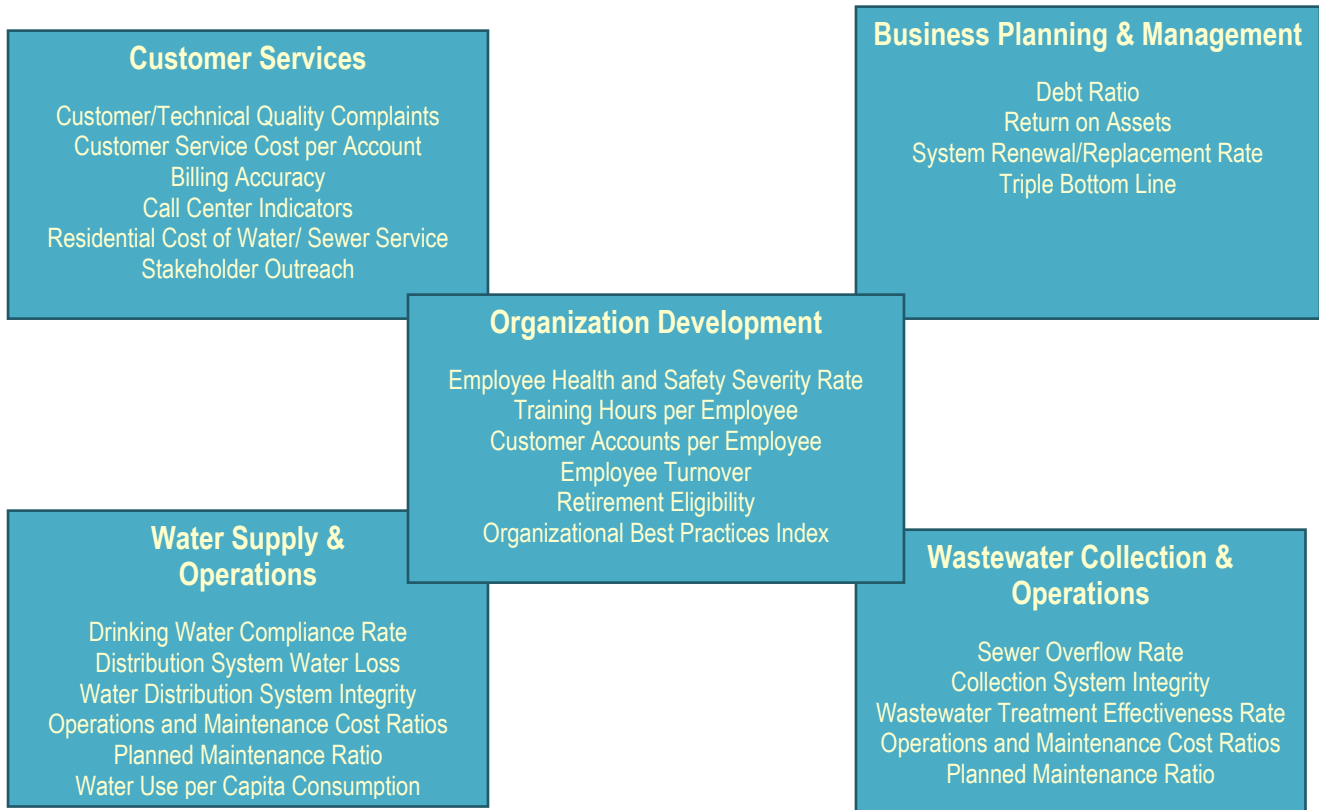 Customer Services
Customer/Technical Quality Complaints
Customer Service Cost per Account
Billing Accuracy
Call Center Indicators
Residential Cost of Water/ Sewer Service
Stakeholder Outreach
Business Planning & Management
Debt Ratio
Return on Assets
System Renewal/Replacement Rate
Triple Bottom Line
Organization Development
Employee Health and Safety Severity Rate
Training Hours per Employee
Customer Accounts per Employee
Employee Turnover
Retirement Eligibility
Organizational Best Practices Index
Water Supply &
Operations
Drinking Water Compliance Rate
Distribution System Water Loss
Water Distribution System Integrity
Operations and Maintenance Cost Ratios
Planned Maintenance Ratio
Water Use per Capita Consumption
Wastewater Collection &
Operations
Sewer Overflow Rate
Collection System Integrity
Wastewater Treatment Effectiveness Rate
Operations and Maintenance Cost Ratios
Planned Maintenance Ratio